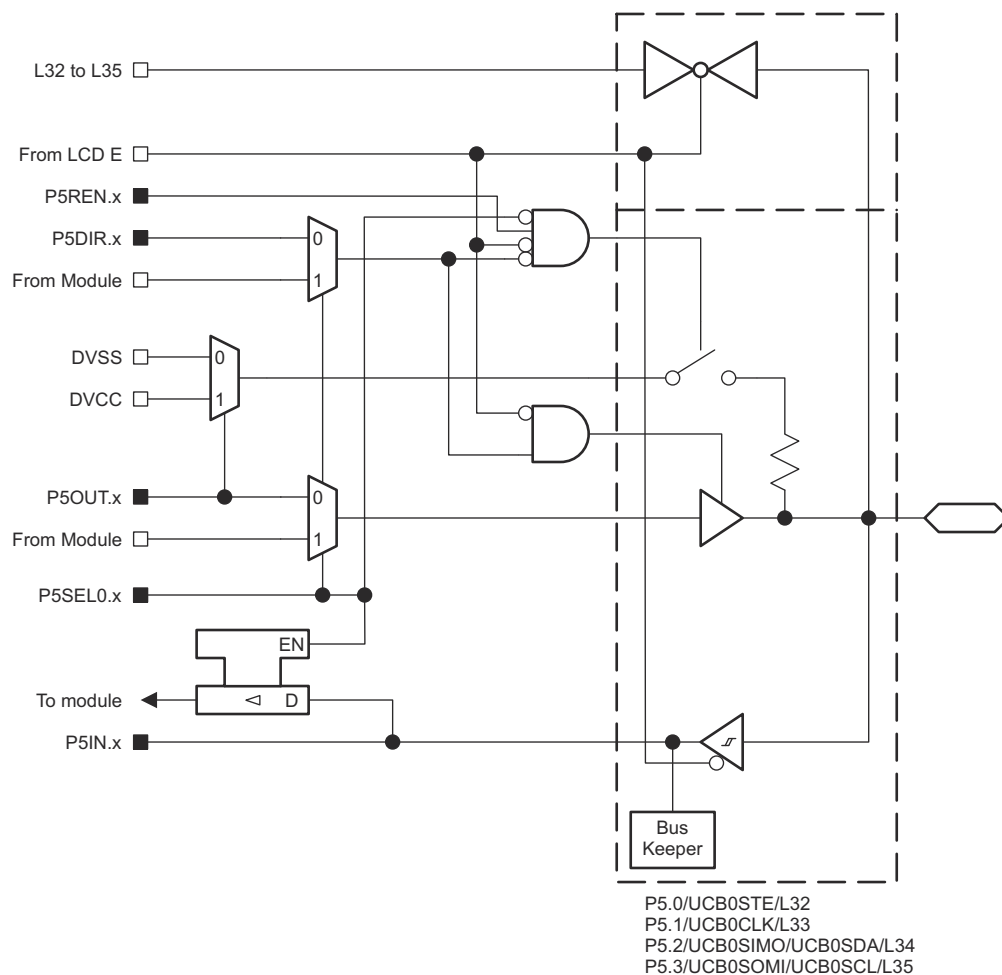 L32 to L35
From LCD E
P5REN.x
P5DIR.x
0
From Module
1
DVSS
0
DVCC
1
P5OUT.x
0
From Module
1
P5SEL0.x
EN
To module
D
P5IN.x
Bus
Keeper
P5.0/UCB0STE/L32
P5.1/UCB0CLK/L33
P5.2/UCB0SIMO/UCB0SDA/L34
P5.3/UCB0SOMI/UCB0SCL/L35